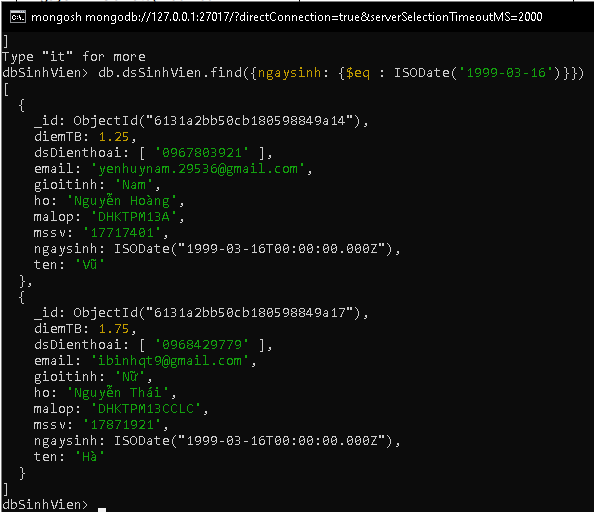 mongosh mongodb://127.0.0.1:27017/?directConnection=true&serverSelectionTimeoutMS=2000
]
Type "it" for more
dbSinhVien> db.dsSinhVien.find({ngaysinh: {$eq : ISODate('1999-03-16')}})
[
  {
    _id: ObjectId("6131a2bb50cb180598849a14"),
    diemTB: 1.25,
    dsDienthoai: [ '0967803921' ],
    email: 'yenhuynam.29536@gmail.com',
    gioitinh: 'Nam',
    ho: 'Nguyễn Hoàng',
    malop: 'DHKTPM13A',
    mssv: '17717401',
    ngaysinh: ISODate("1999-03-16T00:00:00.000Z"),
    ten: 'Vũ'
  },
  {
    _id: ObjectId("6131a2bb50cb180598849a17"),
    diemTB: 1.75,
    dsDienthoai: [ '0968429779' ],
    email: 'ibinhqt9@gmail.com',
    gioitinh: 'Nữ',
    ho: 'Nguyễn Thái',
    malop: 'DHKTPM13CCLC',
    mssv: '17871921',
    ngaysinh: ISODate("1999-03-16T00:00:00.000Z"),
    ten: 'Hà'
  }
]
dbSinhVien>